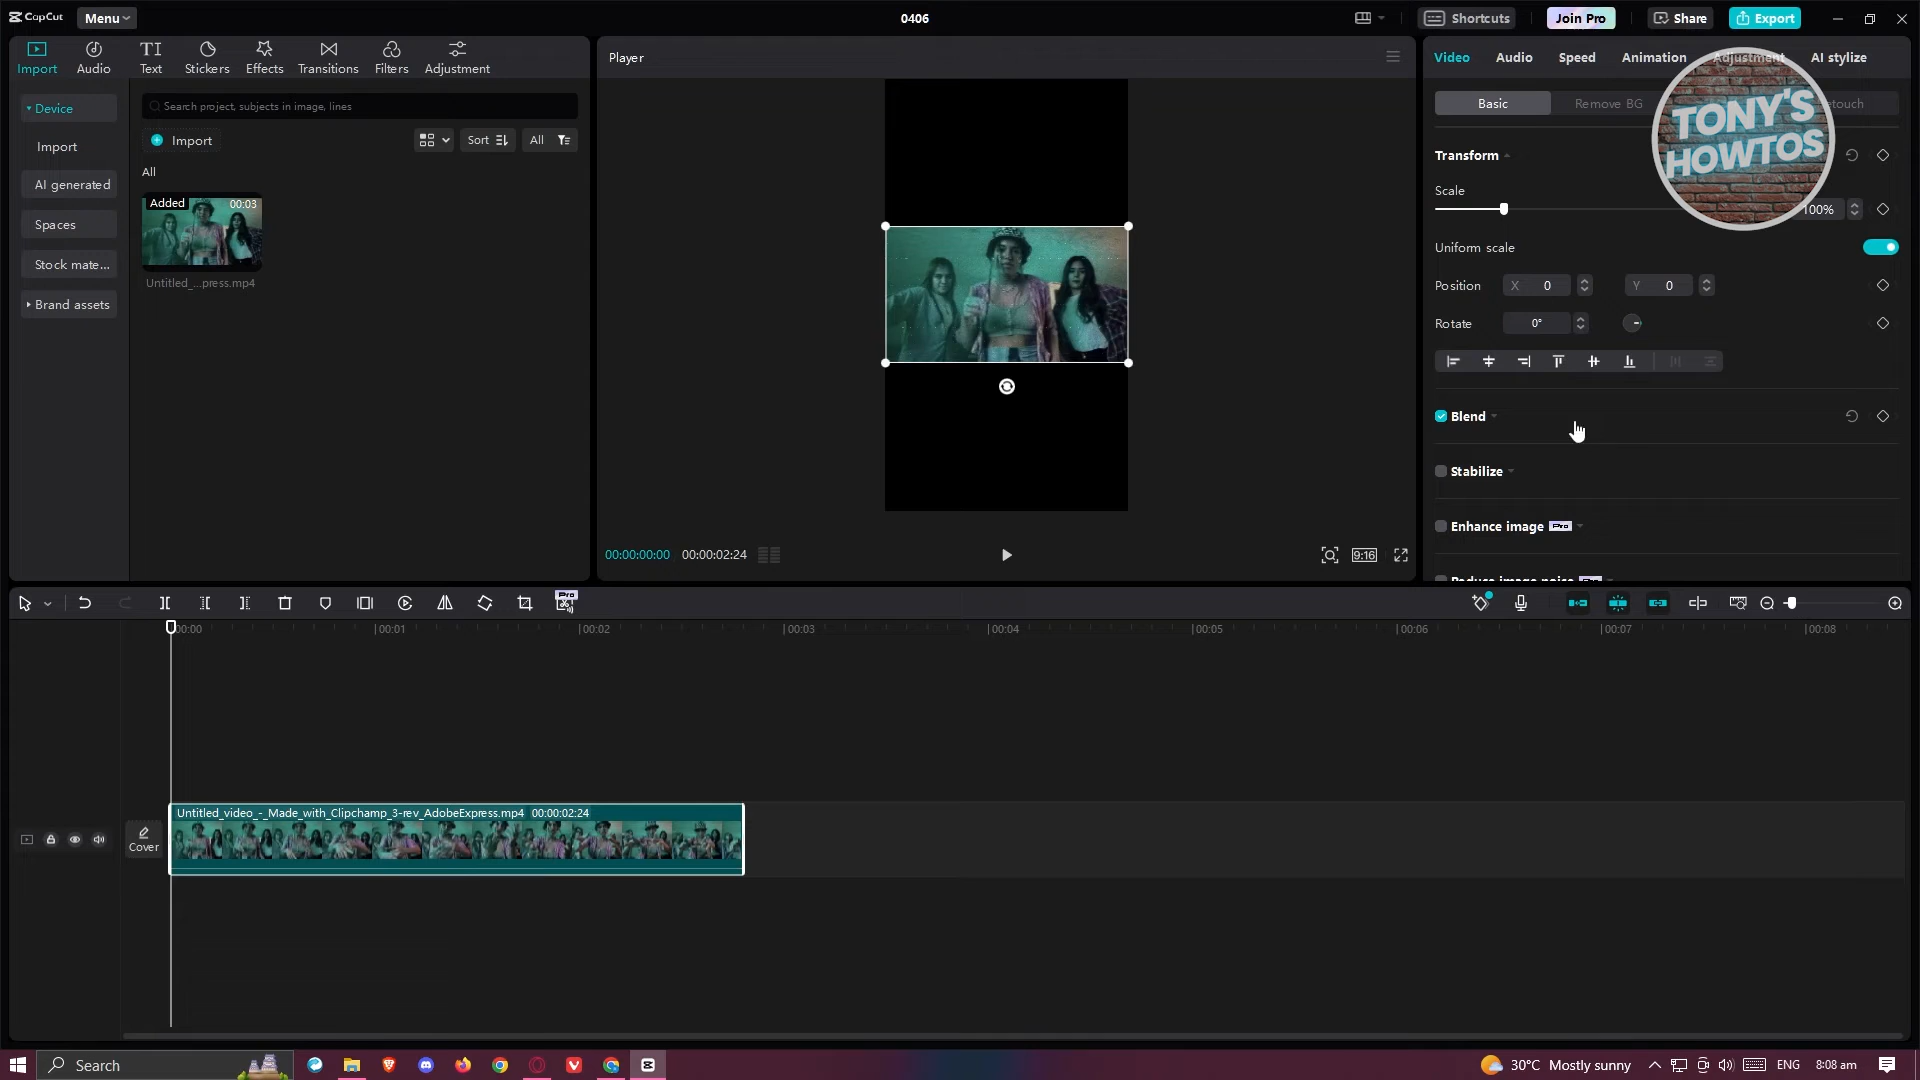 CapCut Menu 0406 Shortcuts Join Pro Share Export
Import Audio Text Stickers Effects Transitions Filters Adjustment
Player
Video Audio Speed Animation Adjustment AI stylize
Device
Import
AI generated
Spaces
Stock mate...
Brand assets
Search project, subjects in image, lines
Import Sort All
All
Added 00:03
Untitled_...press.mp4
00:00:00:00 00:00:02:24
9:16
Basic Remove BG etouch
TONY'S
HOWTOS
Transform
Scale
100%
Uniform scale
Position X 0 Y 0
Rotate 0°
Blend
Stabilize
Enhance image Pro
Reduce image noise Pro
Pro
00:00 00:01 00:02 00:03 00:04 00:05 00:06 00:07 00:08
Cover
Untitled_video_-_Made_with_Clipchamp_3-rev_AdobeExpress.mp4 00:00:02:24
Search
30°C Mostly sunny ENG 8:08 am